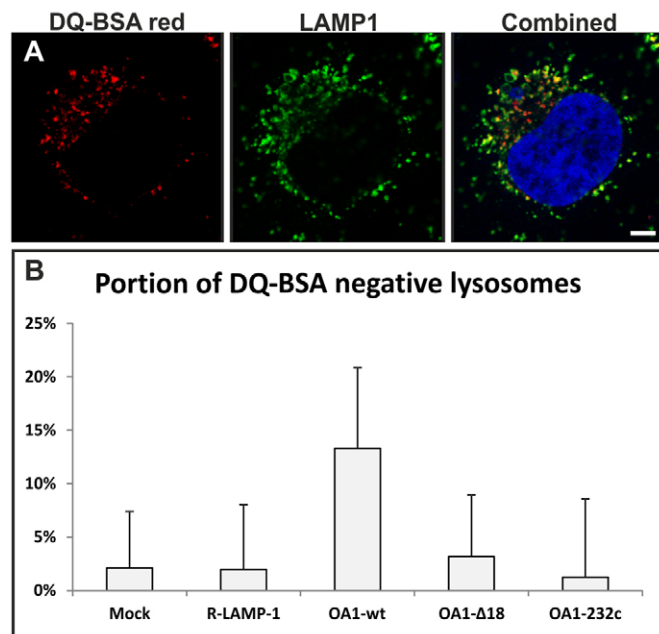 DQ-BSA red
LAMP1
Combined
A
B
Portion of DQ-BSA negative lysosomes
25%
20%
15%
10%
5%
0%
Mock
R-LAMP-1
OA1-wt
OA1-Δ18
OA1-232c